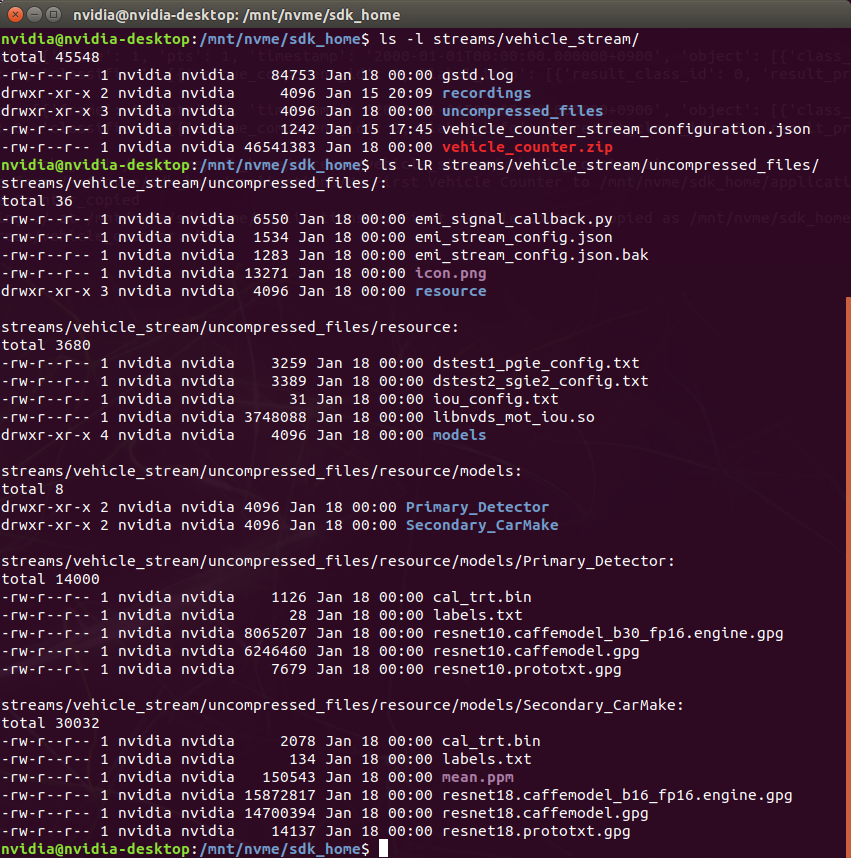 nvidia@nvidia-desktop: /mnt/nvme/sdk_home
nvidia@nvidia-desktop:/mnt/nvme/sdk_home$ ls -l streams/vehicle_stream/
total 45548
-rw-r--r-- 1 nvidia nvidia    84753 Jan 18 00:00 gstd.log
drwxr-xr-x 2 nvidia nvidia     4096 Jan 15 20:09 recordings
drwxr-xr-x 3 nvidia nvidia     4096 Jan 18 00:00 uncompressed_files
-rw-r--r-- 1 nvidia nvidia     1242 Jan 15 17:45 vehicle_counter_stream_configuration.json
-rw-r--r-- 1 nvidia nvidia 46541383 Jan 18 00:00 vehicle_counter.zip
nvidia@nvidia-desktop:/mnt/nvme/sdk_home$ ls -lR streams/vehicle_stream/uncompressed_files/
streams/vehicle_stream/uncompressed_files/:
total 36
-rw-r--r-- 1 nvidia nvidia  6550 Jan 18 00:00 emi_signal_callback.py
-rw-r--r-- 1 nvidia nvidia  1534 Jan 18 00:00 emi_stream_config.json
-rw-r--r-- 1 nvidia nvidia  1283 Jan 18 00:00 emi_stream_config.json.bak
-rw-r--r-- 1 nvidia nvidia 13271 Jan 18 00:00 icon.png
drwxr-xr-x 3 nvidia nvidia  4096 Jan 18 00:00 resource
streams/vehicle_stream/uncompressed_files/resource:
total 3680
-rw-r--r-- 1 nvidia nvidia    3259 Jan 18 00:00 dstest1_pgie_config.txt
-rw-r--r-- 1 nvidia nvidia    3389 Jan 18 00:00 dstest2_sgie2_config.txt
-rw-r--r-- 1 nvidia nvidia      31 Jan 18 00:00 iou_config.txt
-rw-r--r-- 1 nvidia nvidia 3748088 Jan 18 00:00 libnvds_mot_iou.so
drwxr-xr-x 4 nvidia nvidia    4096 Jan 18 00:00 models
streams/vehicle_stream/uncompressed_files/resource/models:
total 8
drwxr-xr-x 2 nvidia nvidia 4096 Jan 18 00:00 Primary_Detector
drwxr-xr-x 2 nvidia nvidia 4096 Jan 18 00:00 Secondary_CarMake
streams/vehicle_stream/uncompressed_files/resource/models/Primary_Detector:
total 14000
-rw-r--r-- 1 nvidia nvidia    1126 Jan 18 00:00 cal_trt.bin
-rw-r--r-- 1 nvidia nvidia      28 Jan 18 00:00 labels.txt
-rw-r--r-- 1 nvidia nvidia 8065207 Jan 18 00:00 resnet10.caffemodel_b30_fp16.engine.gpg
-rw-r--r-- 1 nvidia nvidia 6246460 Jan 18 00:00 resnet10.caffemodel.gpg
-rw-r--r-- 1 nvidia nvidia    7679 Jan 18 00:00 resnet10.prototxt.gpg
streams/vehicle_stream/uncompressed_files/resource/models/Secondary_CarMake:
total 30032
-rw-r--r-- 1 nvidia nvidia     2078 Jan 18 00:00 cal_trt.bin
-rw-r--r-- 1 nvidia nvidia      134 Jan 18 00:00 labels.txt
-rw-r--r-- 1 nvidia nvidia   150543 Jan 18 00:00 mean.ppm
-rw-r--r-- 1 nvidia nvidia 15872817 Jan 18 00:00 resnet18.caffemodel_b16_fp16.engine.gpg
-rw-r--r-- 1 nvidia nvidia 14700394 Jan 18 00:00 resnet18.caffemodel.gpg
-rw-r--r-- 1 nvidia nvidia    14137 Jan 18 00:00 resnet18.prototxt.gpg
nvidia@nvidia-desktop:/mnt/nvme/sdk_home$